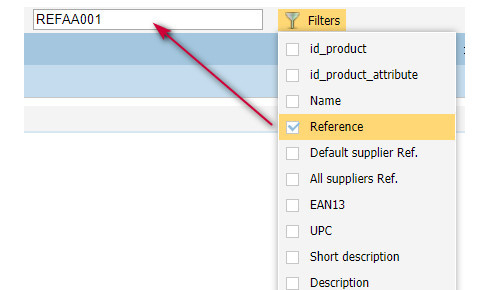 REFAA001
Filters
id_product
id_product_attribute
Name
Reference
Default supplier Ref.
All suppliers Ref.
EAN13
UPC
Short description
Description